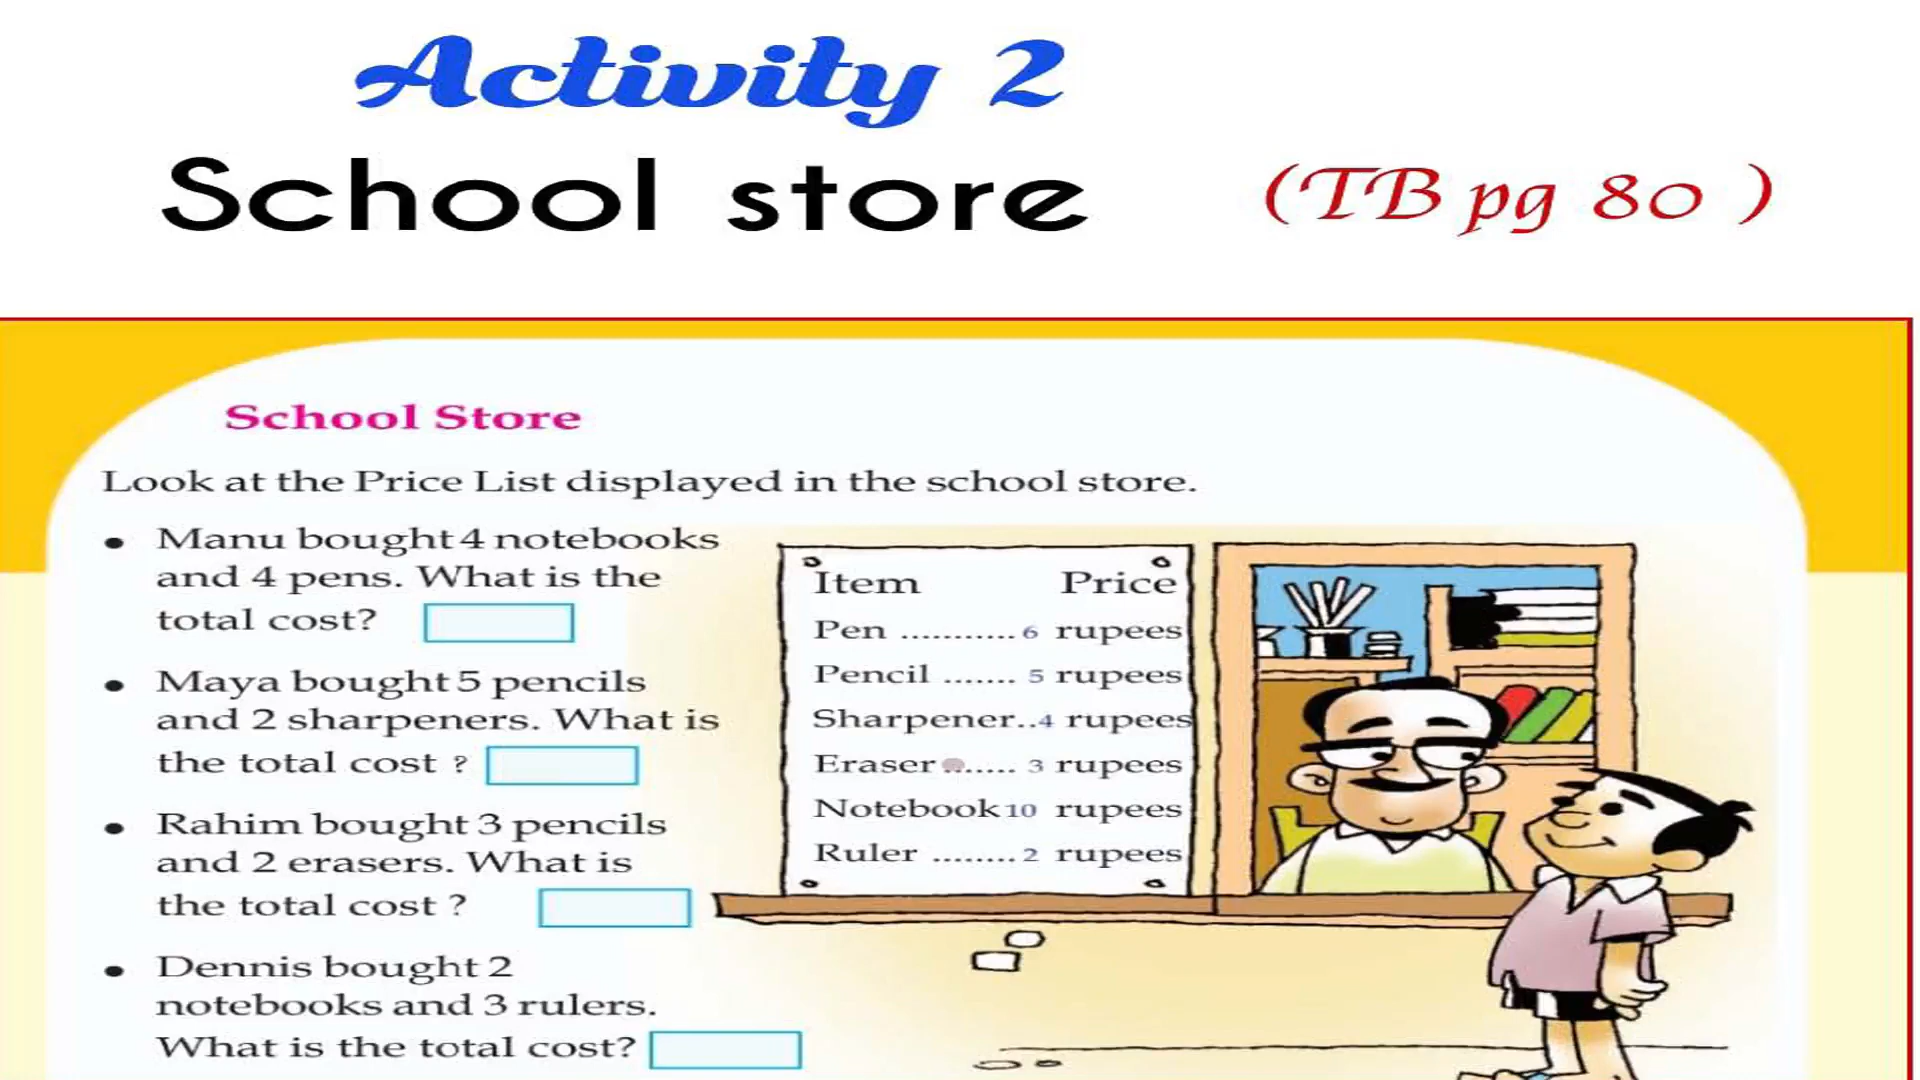 Activity 2
School store (TB pg 80 )
School Store
Look at the Price List displayed in the school store.
• Manu bought 4 notebooks
and 4 pens. What is the
total cost?
• Maya bought 5 pencils
and 2 sharpeners. What is
the total cost ?
• Rahim bought 3 pencils
and 2 erasers. What is
the total cost ?
• Dennis bought 2
notebooks and 3 rulers.
What is the total cost?
Item Price
Pen ............ 6 rupees
Pencil ....... 5 rupees
Sharpener..4 rupees
Eraser ....... 3 rupees
Notebook 10 rupees
Ruler ........ 2 rupees